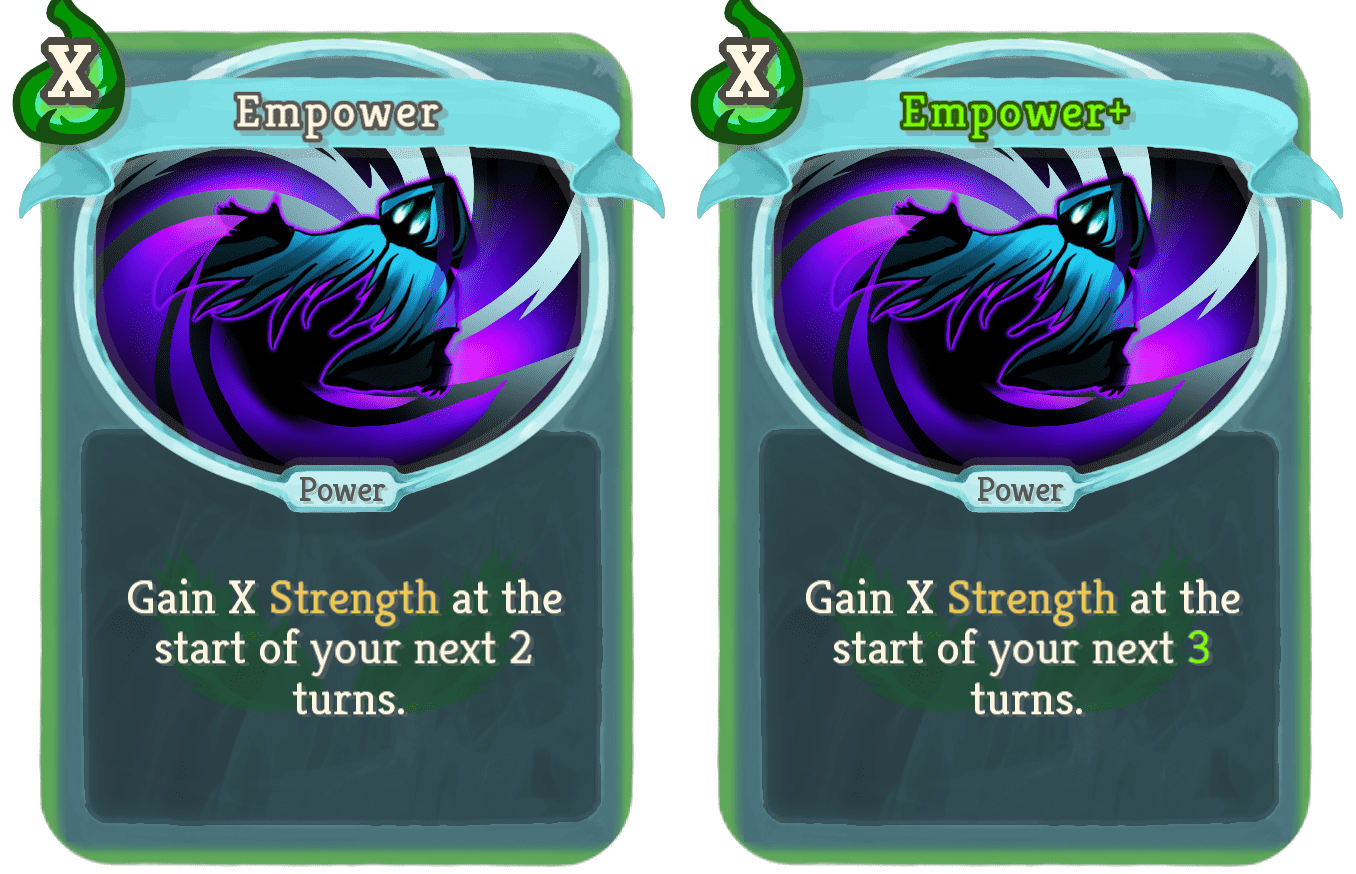 X
Empower
Power
Gain X Strength at the
start of your next 2
turns.
X
Empower+
Power
Gain X Strength at the
start of your next 3
turns.